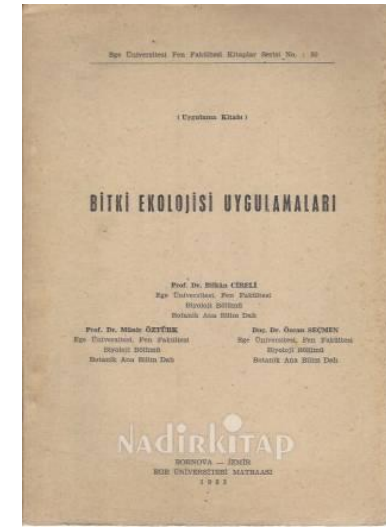 Ege Üniversitesi Fen Fakültesi Kitaplar Serisi No. :
( Uygulama Kitabı )
BİTKİ EKOLOJİSİ UYGULAMALARI
Prof. Dr. CİRELİ
Ege Üniversitesi, Fen Fakültesi
Biyoloji Bölümü
Botanik Ana Bilim Dalı
Prof. Dr. Münir ÖZTÜRK
Ege Üniversitesi, Fen Fakültesi
Biyoloji Bölümü
Botanik Ana Bilim Dalı
Doç. Dr. Özcan SEÇMEN
Ege Üniversitesi, Fen Fakültesi
Biyoloji Bölümü
Botanik Ana Bilim Dalı
NadirKitap
BORNOVA — İZMİR
EGE ÜNİVERSİTESİ MATBAASI